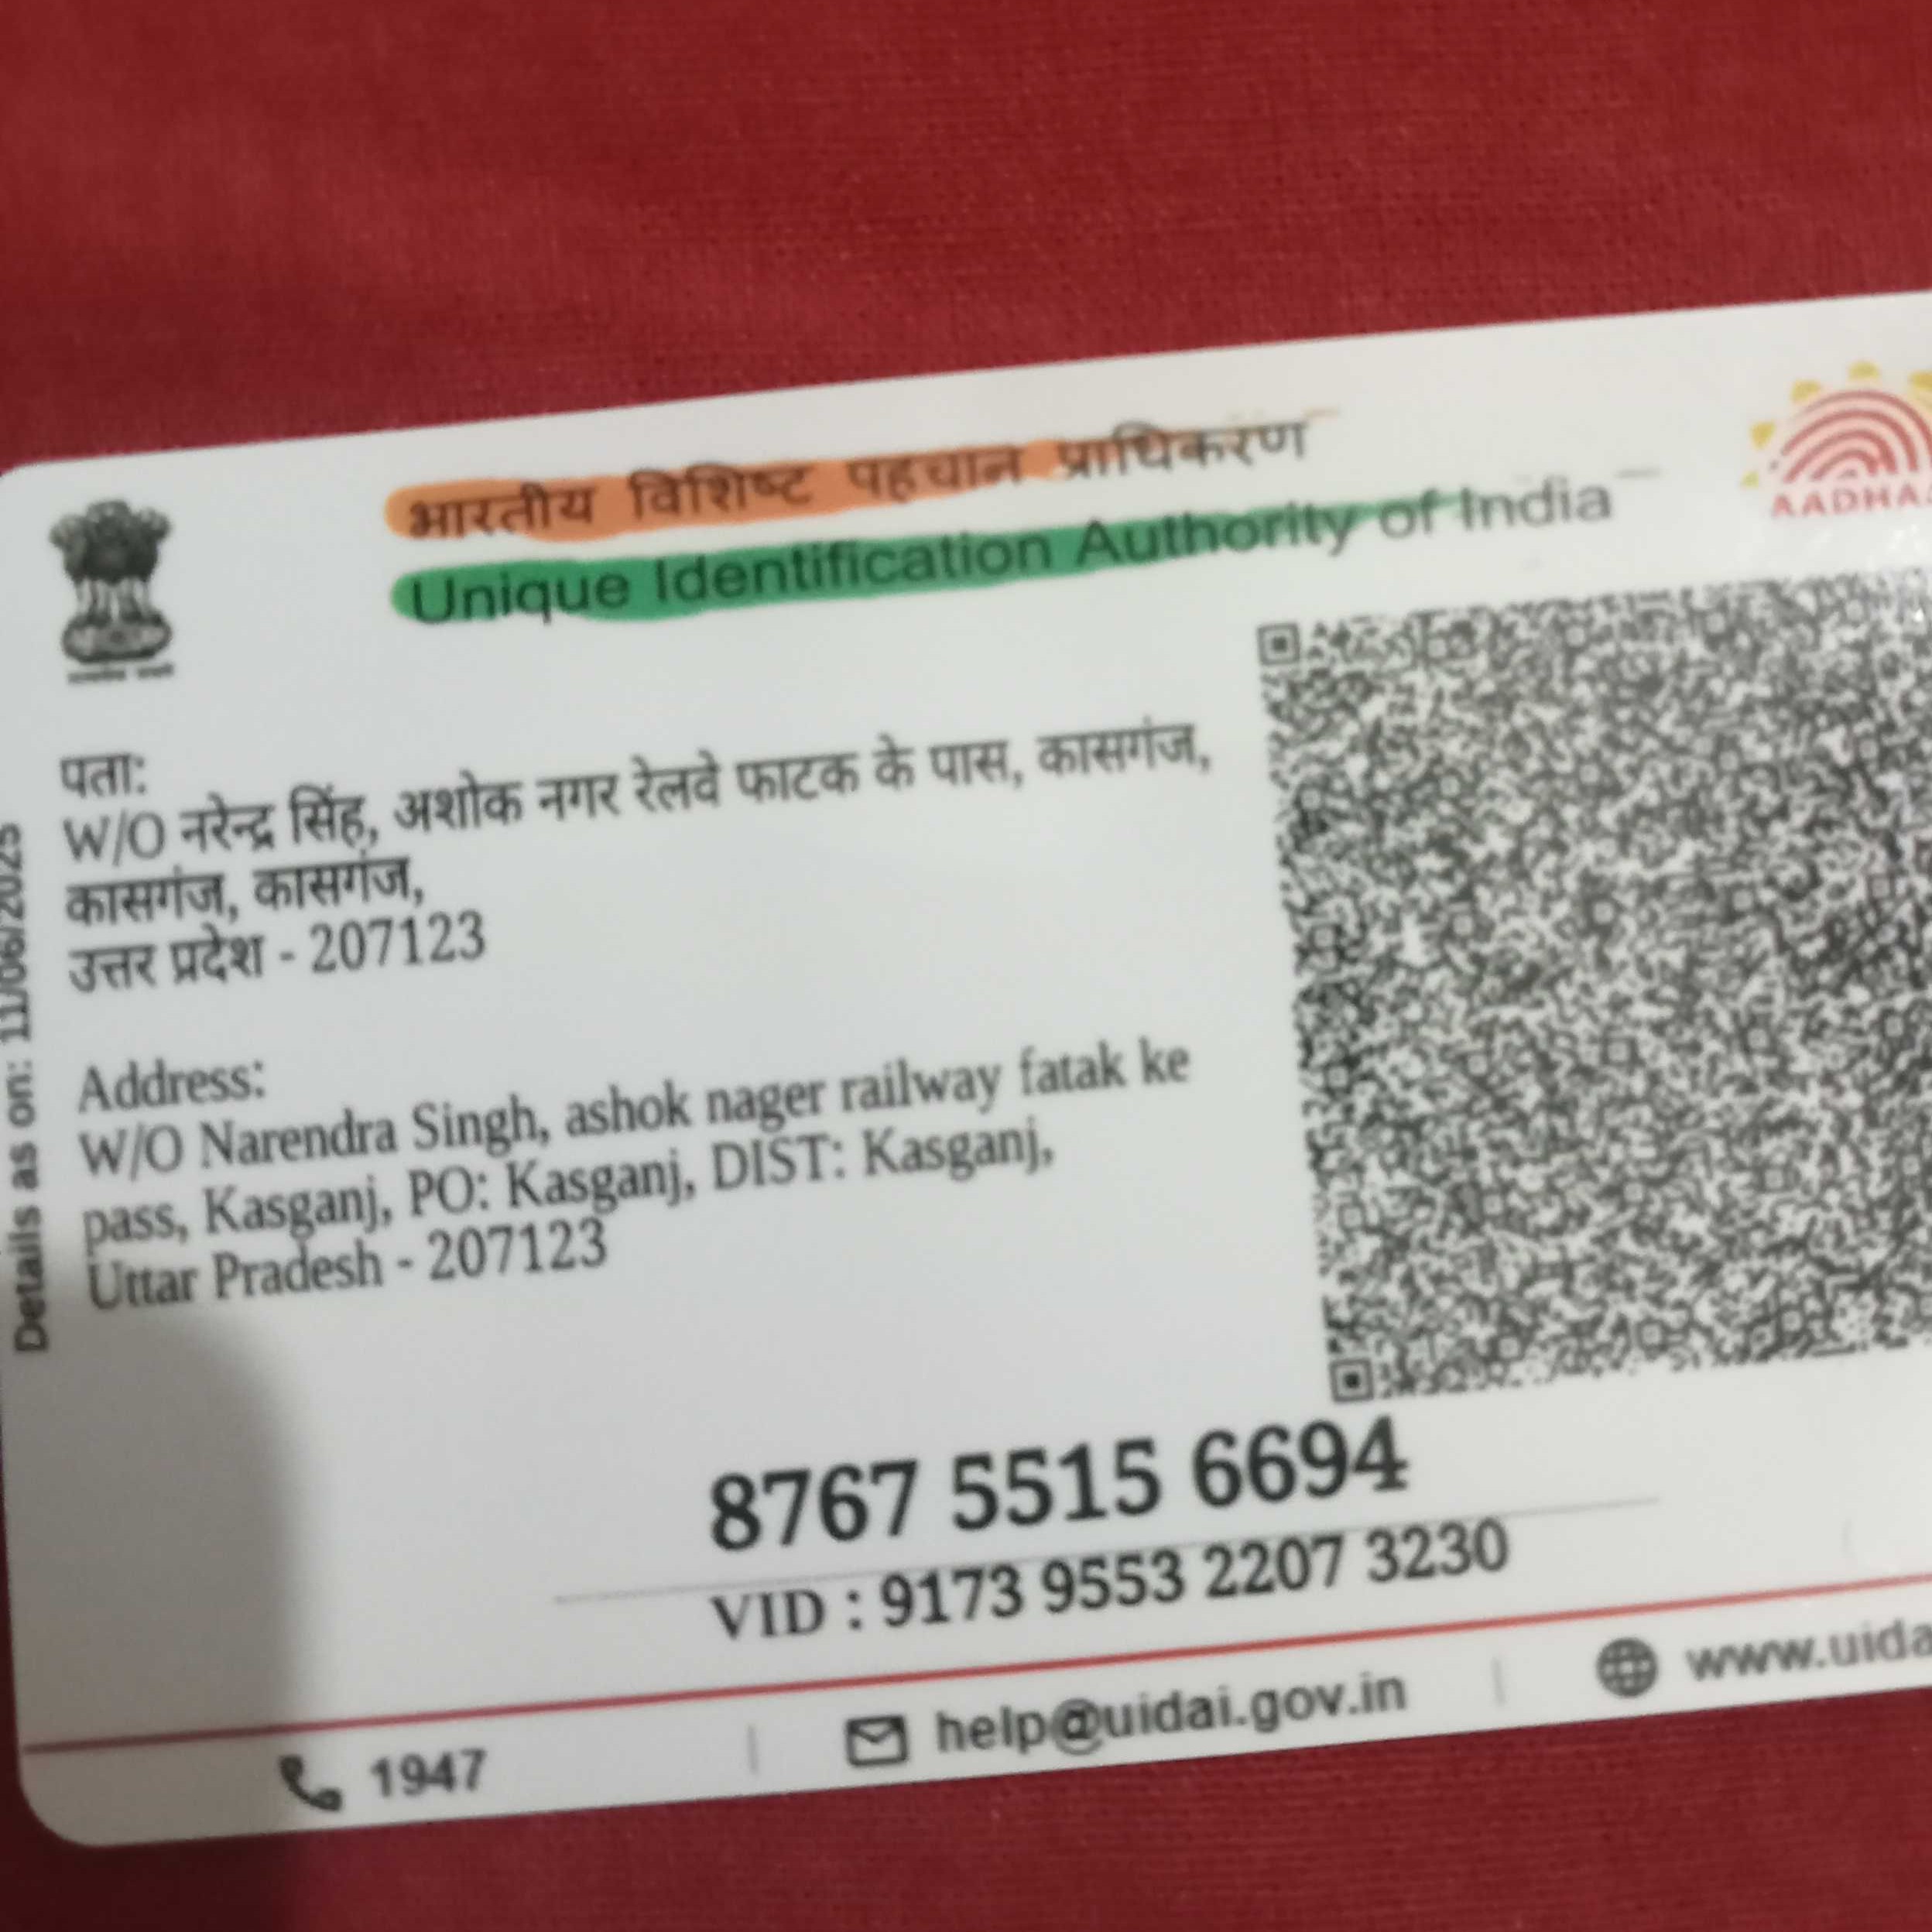 भारतीय विशिष्ट पहचान प्राधिकरण
Unique Identification Authority of India
पता:
W/O नरेन्द्र सिंह, अशोक नगर रेलवे फाटक के पास, कासगंज,
कासगंज, कासगंज,
उत्तर प्रदेश - 207123
Address:
W/O Narendra Singh, ashok nager railway fatak ke
pass, Kasganj, PO: Kasganj, DIST: Kasganj,
Uttar Pradesh - 207123
Details as on: 11/06/2025
8767 5515 6694
VID : 9173 9553 2207 3230
1947
help@uidai.gov.in